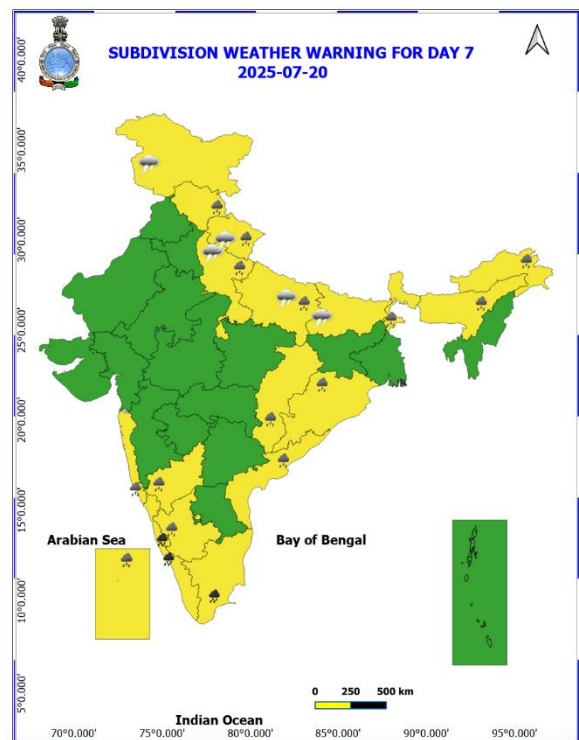 SUBDIVISION WEATHER WARNING FOR DAY 7
2025-07-20
40°0.000'
35°0.000'
30°0.000'
25°0.000'
20°0.000'
15°0.000'
10°0.000'
5°0.000'
Arabian Sea
Bay of Bengal
0 250 500 km
Indian Ocean
70°0.000' 75°0.000' 80°0.000' 85°0.000' 90°0.000' 95°0.000'